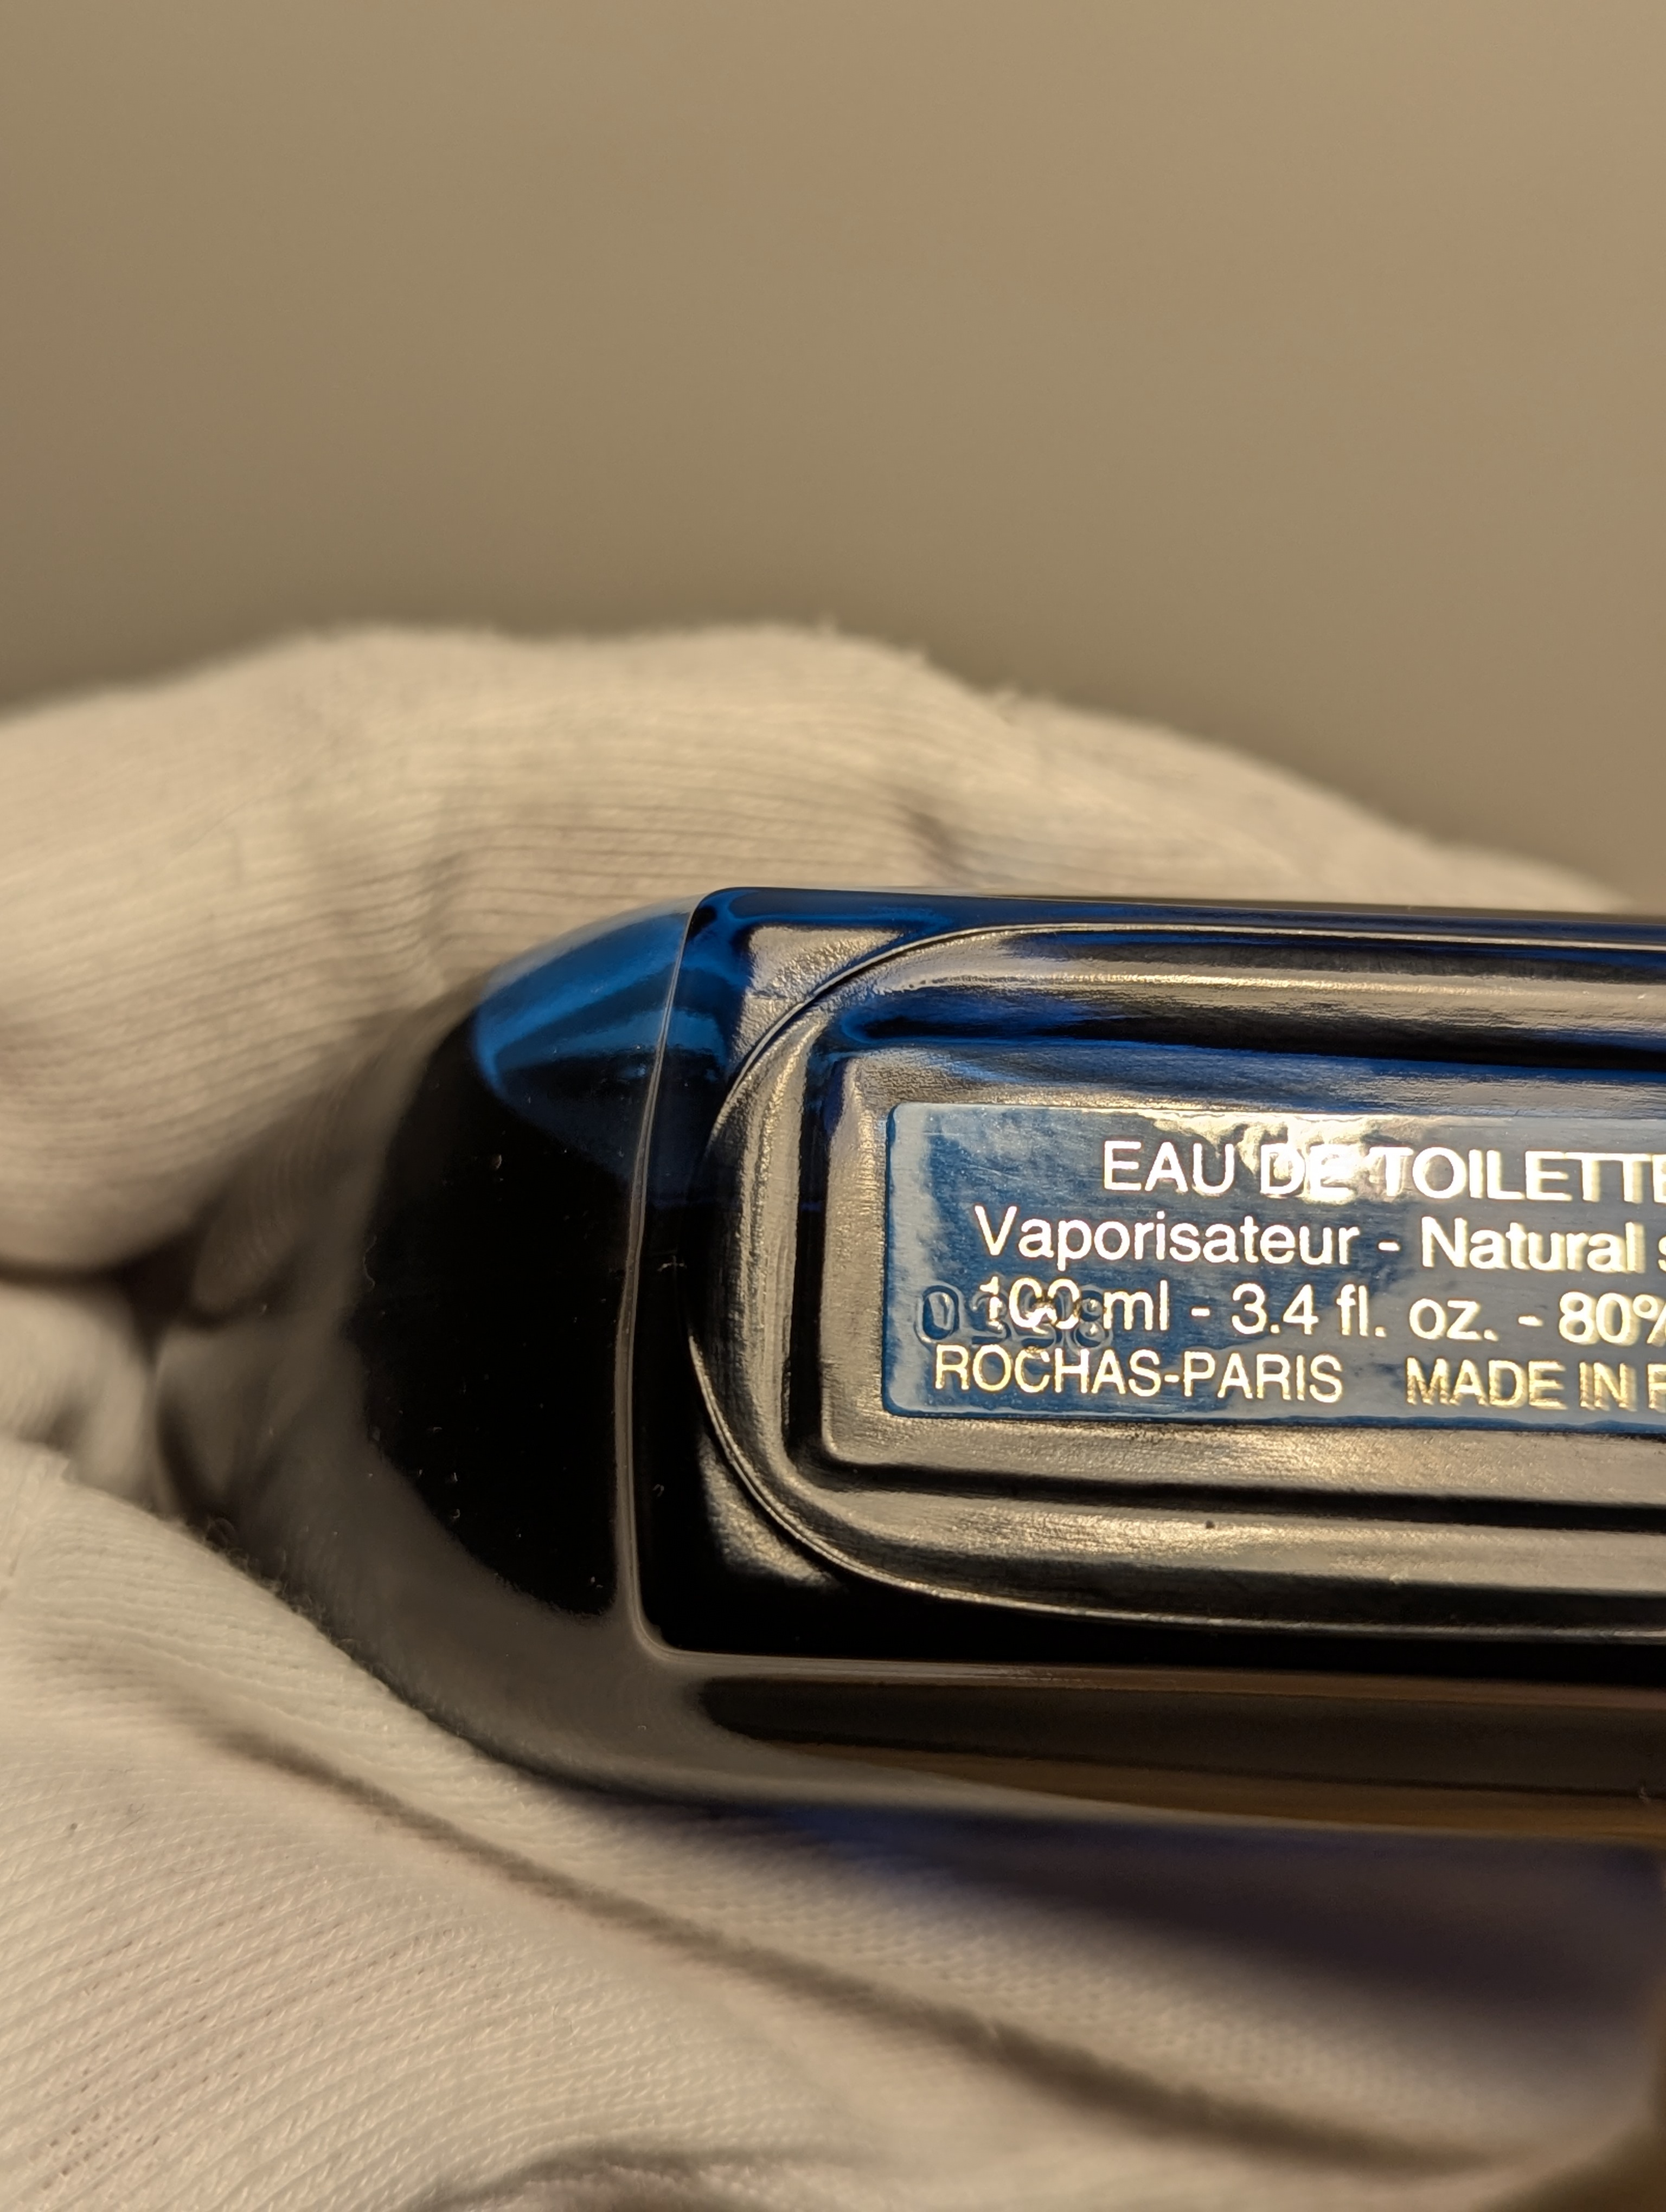 EAU DE TOILETTE
Vaporisateur - Natural
100 ml - 3.4 fl. oz. - 80%
ROCHAS-PARIS MADE IN